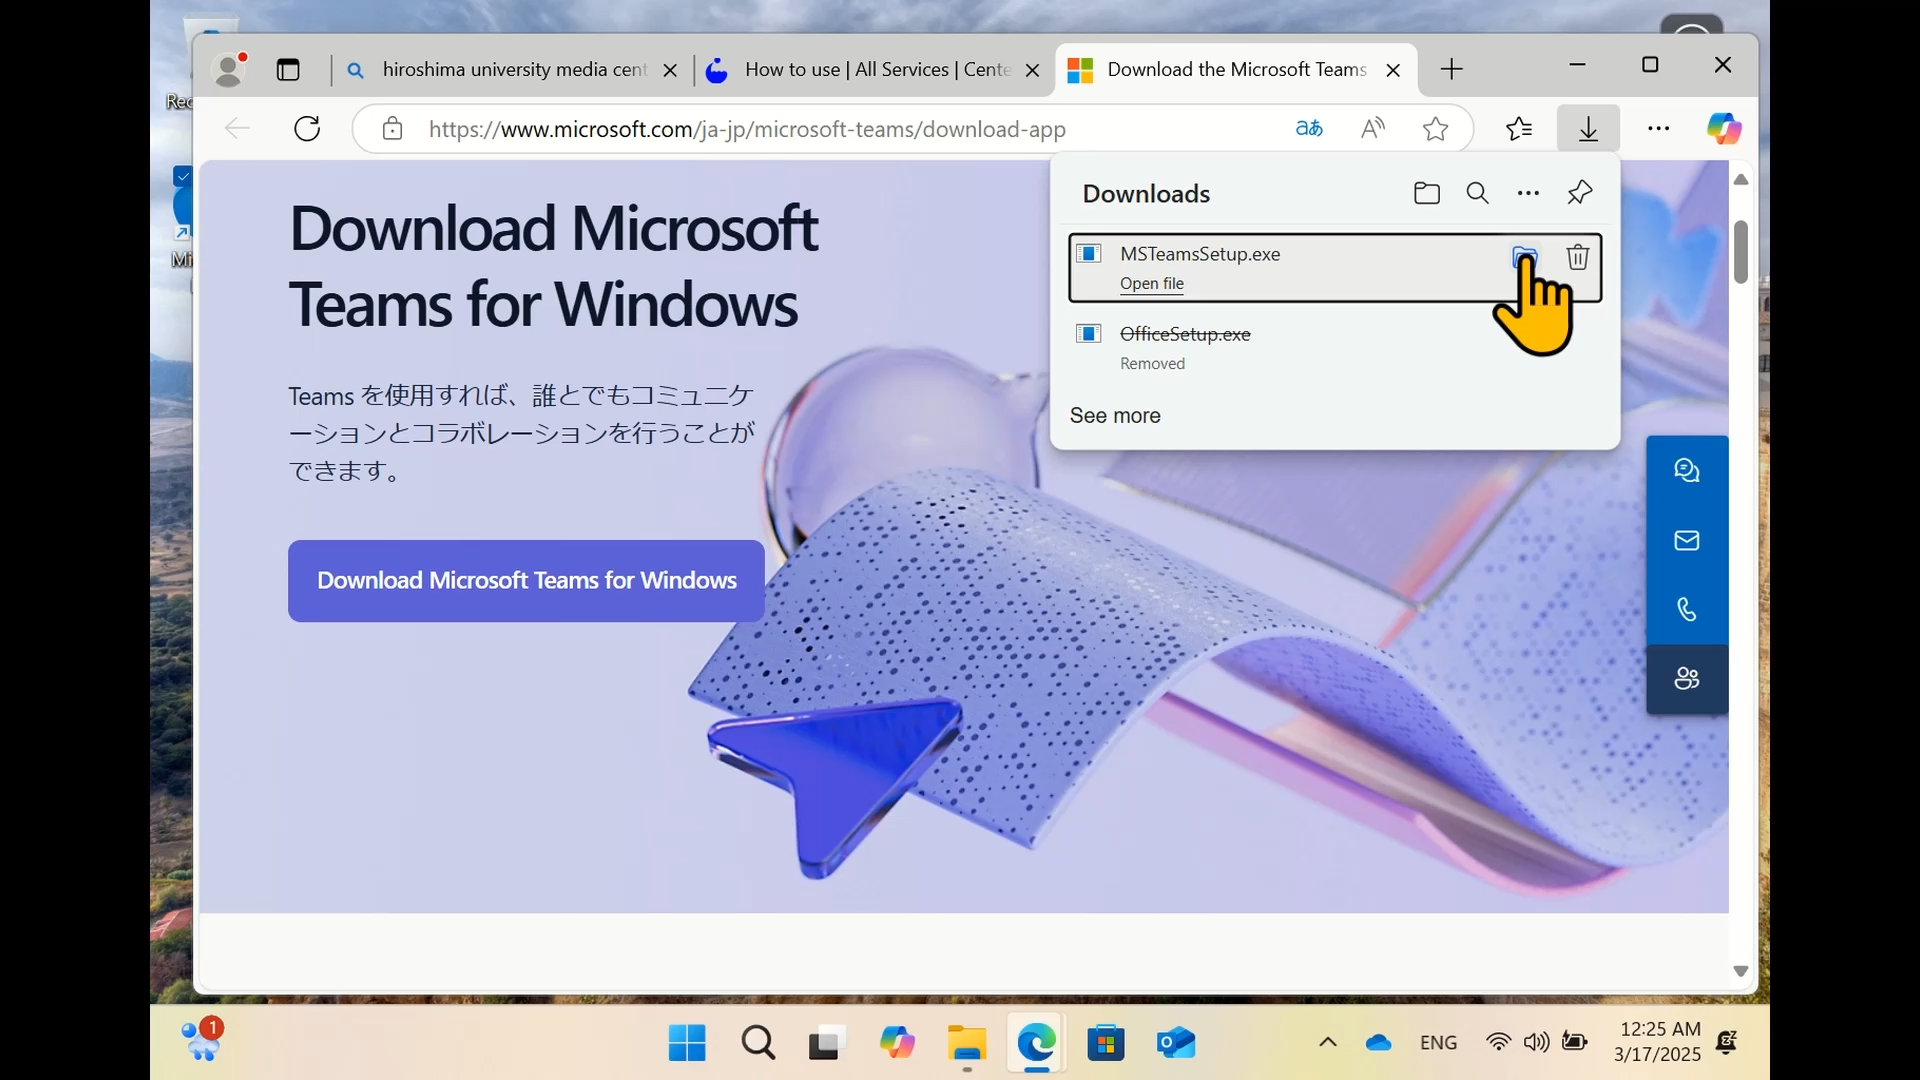 hiroshima university media cent
How to use | All Services | Cente
Download the Microsoft Teams
https://www.microsoft.com/ja-jp/microsoft-teams/download-app
Downloads
MSTeamsSetup.exe
Open file
OfficeSetup.exe
Removed
See more
Download Microsoft
Teams for Windows
Teams を使用すれば、誰とでもコミュニケ
ーションとコラボレーションを行うことが
できます。
Download Microsoft Teams for Windows
Rec
Mi
1
ENG
12:25 AM
3/17/2025